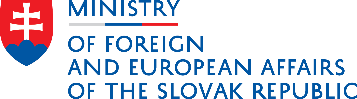 MINISTRY
OF FOREIGN
AND EUROPEAN AFFAIRS
OF THE SLOVAK REPUBLIC